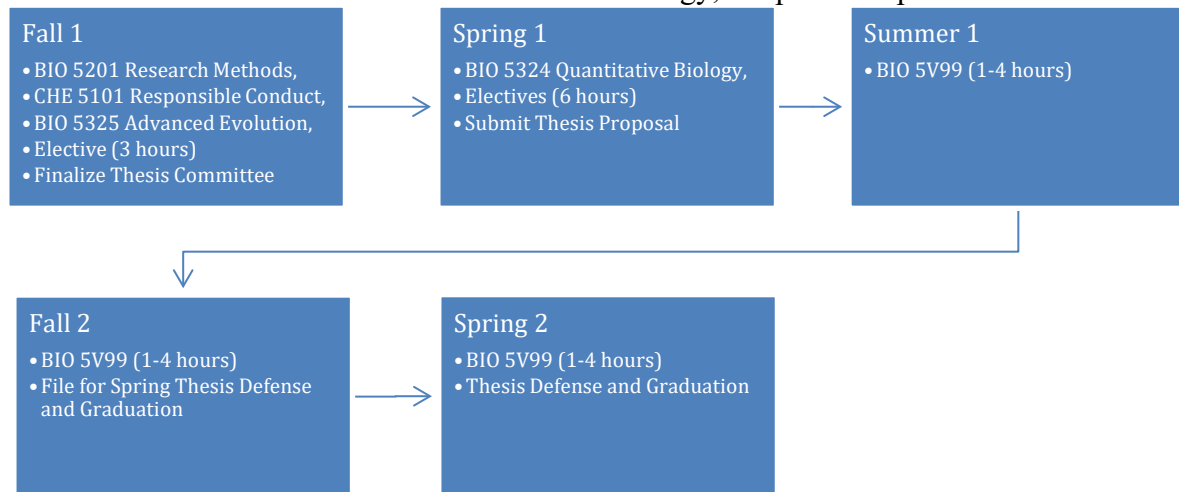 Fall 1
• BIO 5201 Research Methods,
• CHE 5101 Responsible Conduct,
• BIO 5325 Advanced Evolution,
• Elective (3 hours)
• Finalize Thesis Committee
Spring 1
• BIO 5324 Quantitative Biology,
• Electives (6 hours)
• Submit Thesis Proposal
Summer 1
• BIO 5V99 (1-4 hours)
Fall 2
• BIO 5V99 (1-4 hours)
• File for Spring Thesis Defense
and Graduation
Spring 2
• BIO 5V99 (1-4 hours)
• Thesis Defense and Graduation